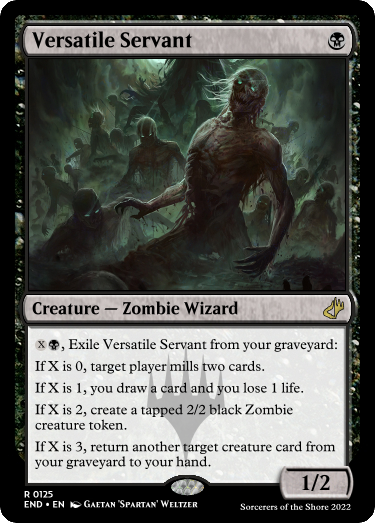 Versatile Servant
Creature — Zombie Wizard
X, Exile Versatile Servant from your graveyard:
If X is 0, target player mills two cards.
If X is 1, you draw a card and you lose 1 life.
If X is 2, create a tapped 2/2 black Zombie
creature token.
If X is 3, return another target creature card from
your graveyard to your hand.
1/2
R 0125
END • EN Gaetan 'Spartan' Weltzer
Sorcerers of the Shore 2022